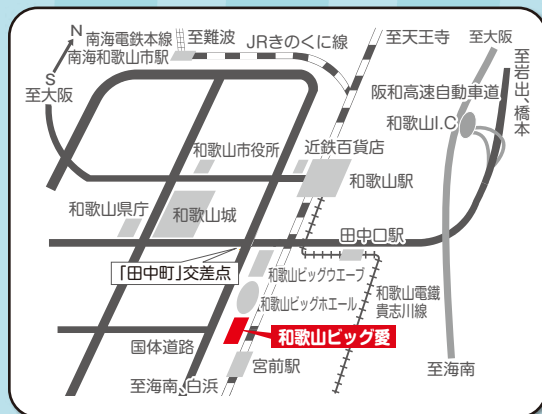 N
S
至大阪
南海電鉄本線
南海和歌山市駅
至難波
JRきのくに線
至天王寺
至大阪
至岩出、橋本
阪和高速自動車道
和歌山I.C
和歌山市役所
近鉄百貨店
和歌山駅
和歌山県庁
和歌山城
田中口駅
「田中町」交差点
和歌山ビッグウエーブ
和歌山ビッグホエール
和歌山電鐵
貴志川線
和歌山ビッグ愛
国体道路
宮前駅
至海南、白浜
至海南